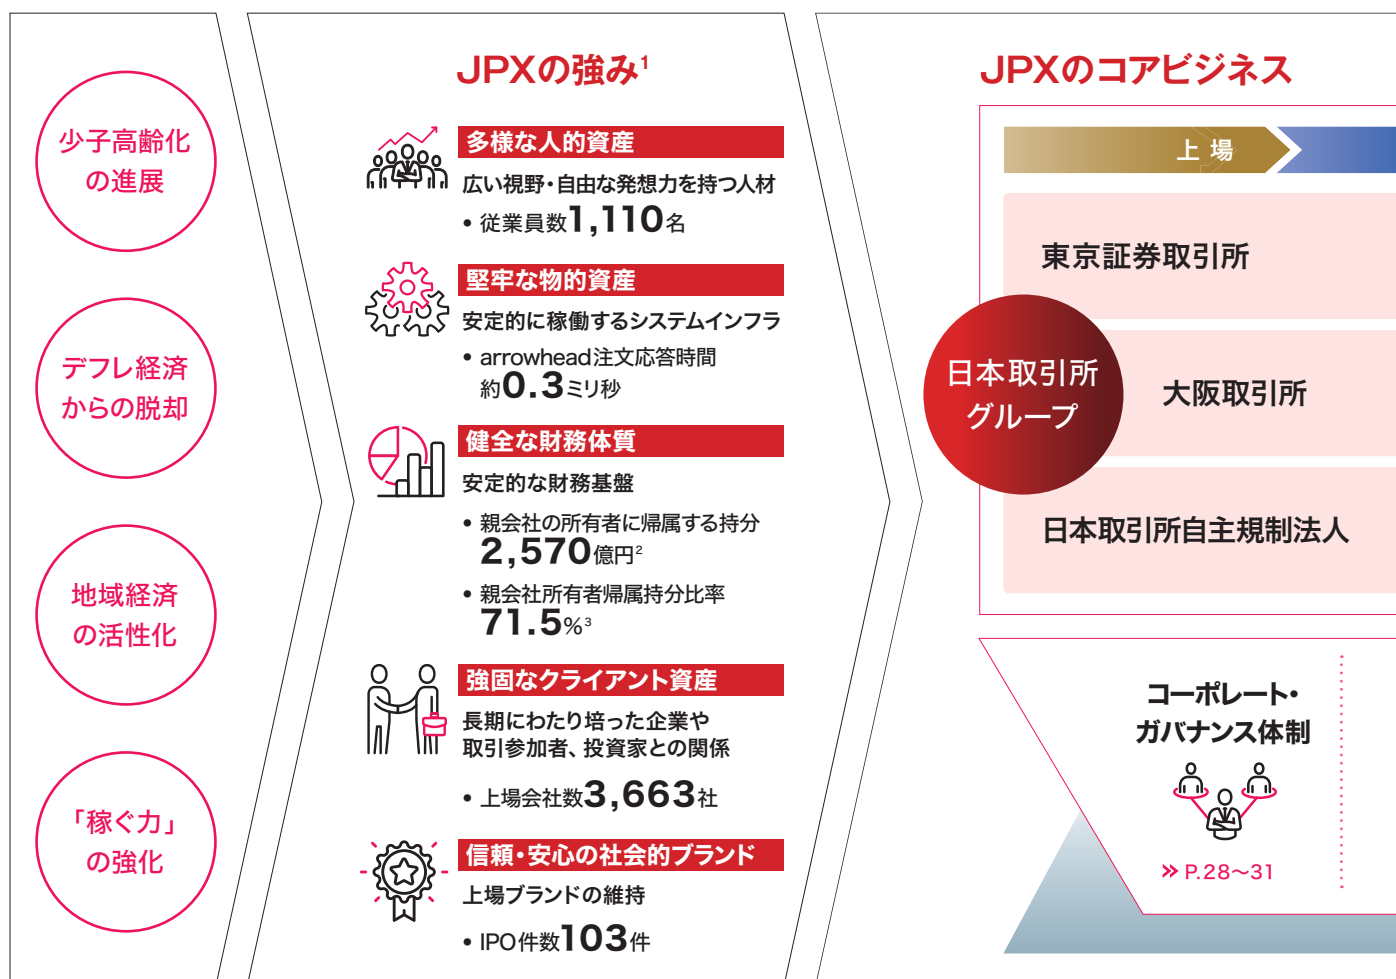 少子高齢化
の進展
デフレ経済
からの脱却
地域経済
の活性化
「稼ぐ力」
の強化
JPXの強み1
多様な人的資産
広い視野・自由な発想力を持つ人材
• 従業員数1,110名
堅牢な物的資産
安定的に稼働するシステムインフラ
• arrowhead注文応答時間
約0.3ミリ秒
健全な財務体質
安定的な財務基盤
• 親会社の所有者に帰属する持分
2,570億円2
• 親会社所有者帰属持分比率
71.5%3
強固なクライアント資産
長期にわたり培った企業や
取引参加者、投資家との関係
• 上場会社数3,663社
信頼・安心の社会的ブランド
上場ブランドの維持
• IPO件数103件
JPXのコアビジネス
上場
東京証券取引所
日本取引所
グループ
大阪取引所
日本取引所自主規制法人
コーポレート・
ガバナンス体制
» P.28〜31